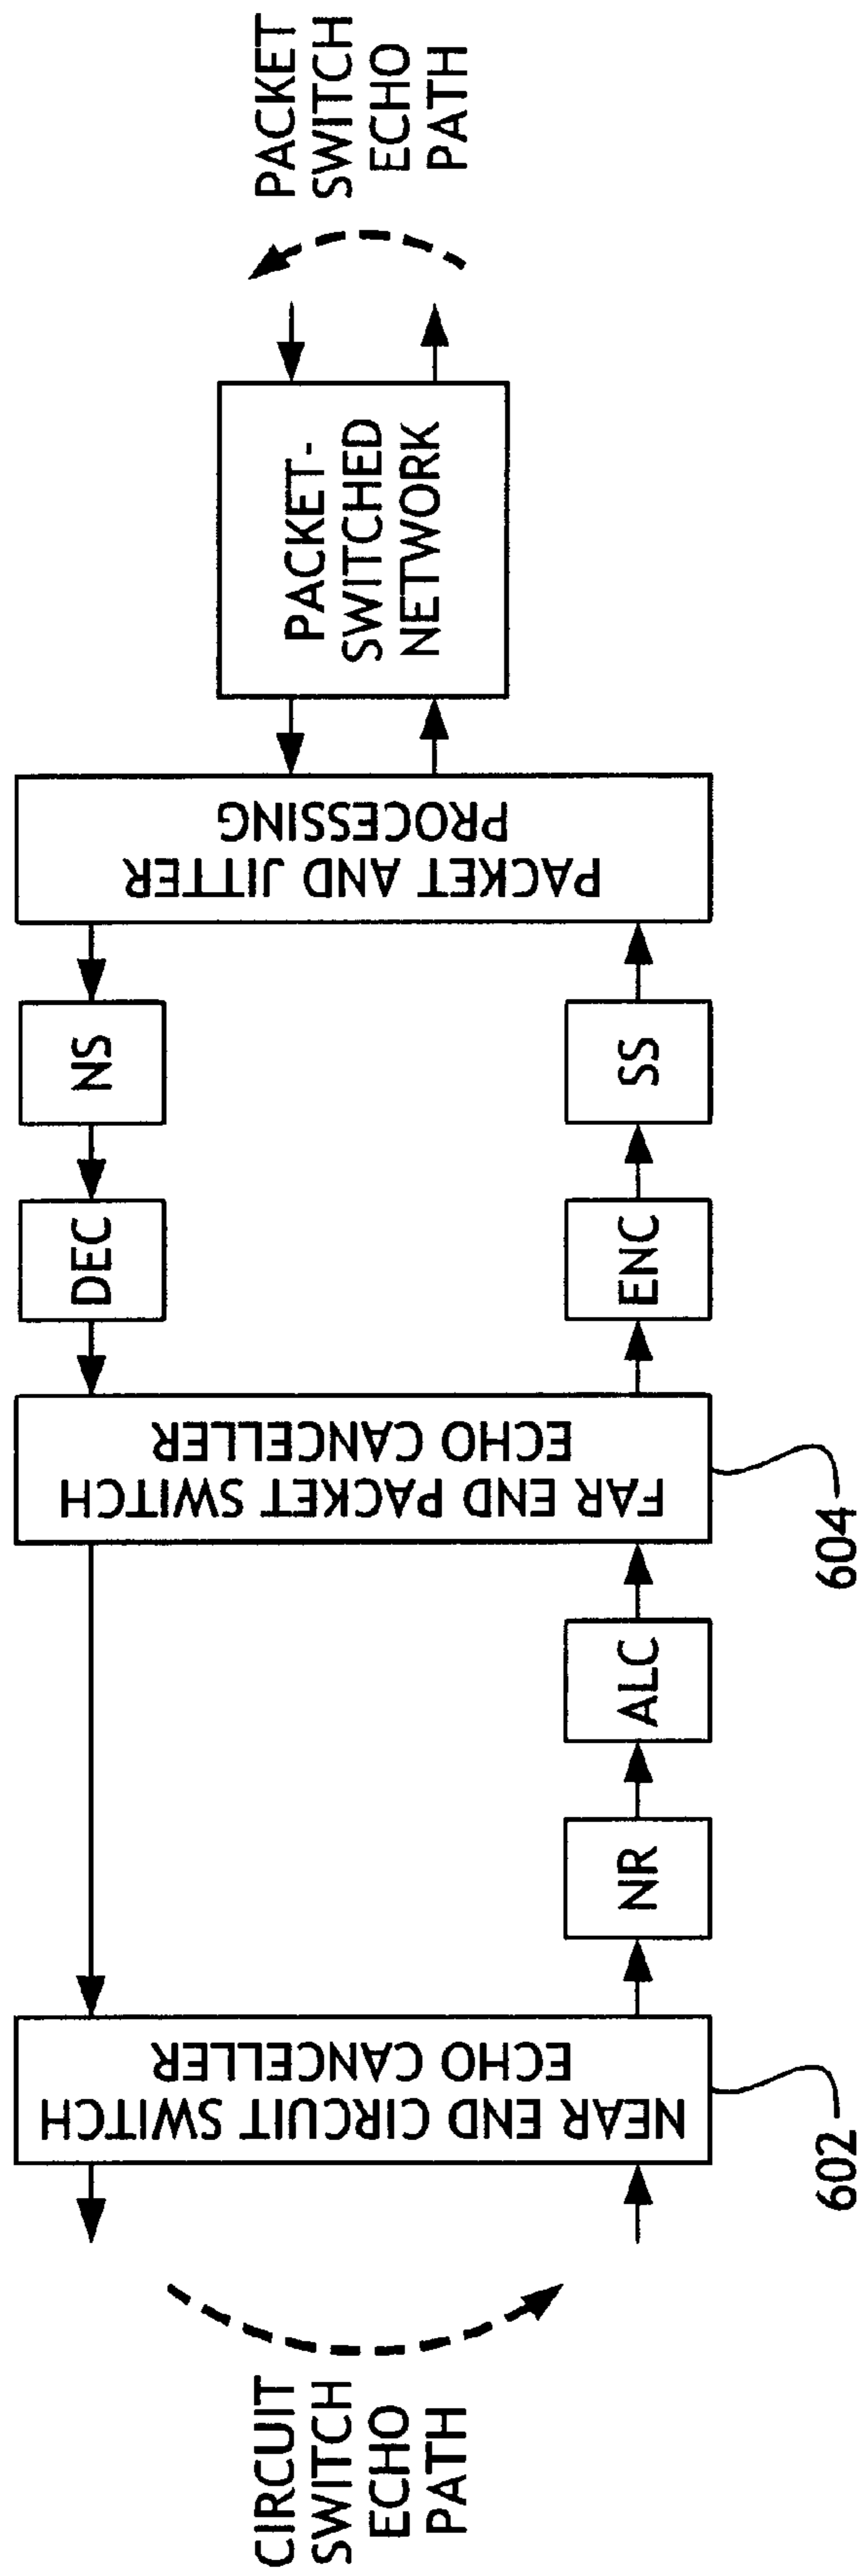 CIRCUIT
SWITCH
ECHO
PATH
NEAR END CIRCUIT SWITCH
ECHO CANCELLER
602
NR
ALC
FAR END PACKET SWITCH
ECHO CANCELLER
604
DEC
ENC
NS
SS
PACKET AND JITTER
PROCESSING
PACKET-
SWITCHED
NETWORK
PACKET
SWITCH
ECHO
PATH